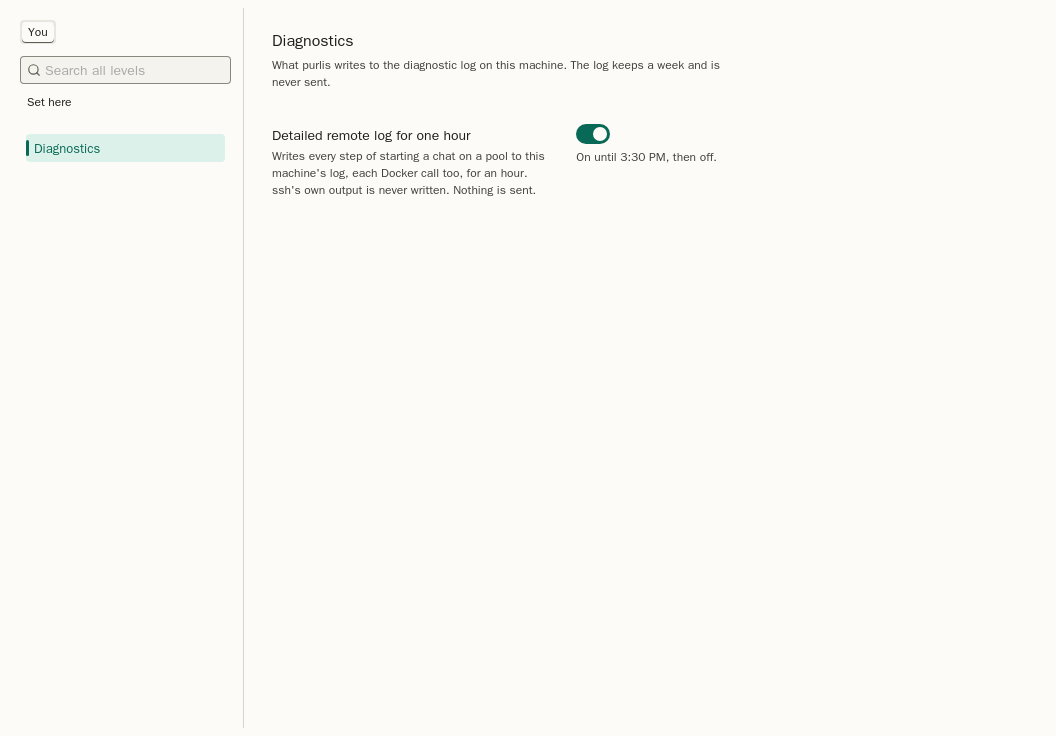 You
Search all levels
Set here
Diagnostics
Diagnostics
What purlis writes to the diagnostic log on this machine. The log keeps a week and is
never sent.
Detailed remote log for one hour
Writes every step of starting a chat on a pool to this
machine's log, each Docker call too, for an hour.
ssh's own output is never written. Nothing is sent.
On until 3:30 PM, then off.